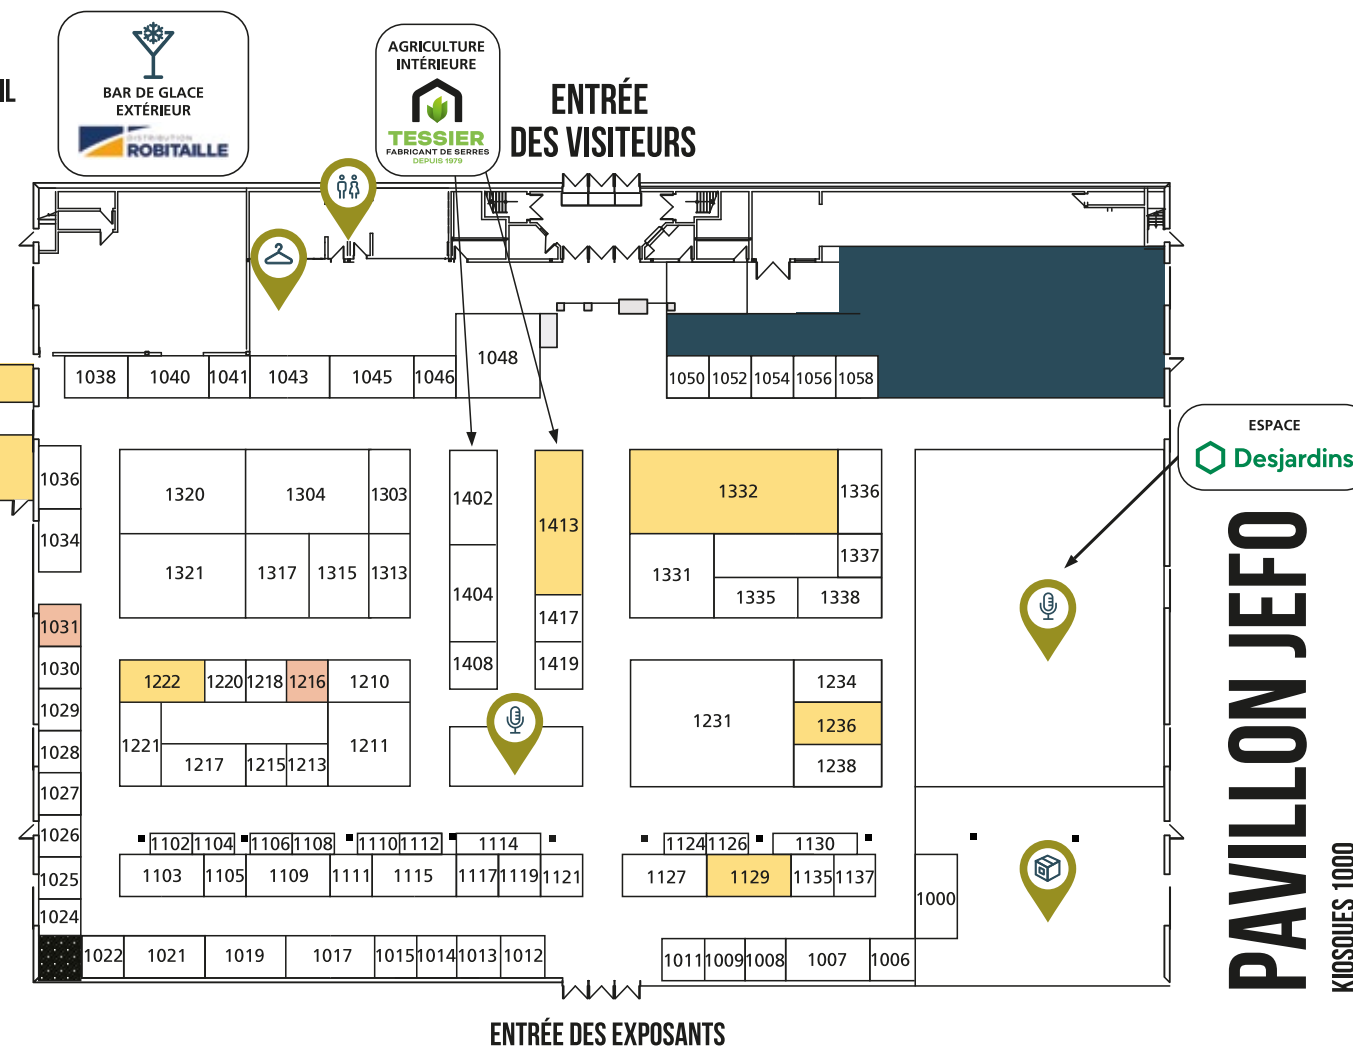 IL
BAR DE GLACE
EXTÉRIEUR
DISTRIBUTION
ROBITAILLE
AGRICULTURE
INTÉRIEURE
TESSIER
FABRICANT DE SERRES
DEPUIS 1979
ENTRÉE
DES VISITEURS
1038 1040 1041 1043 1045 1046 1048
1050 1052 1054 1056 1058
ESPACE
Desjardins
1036
1034
1031
1030
1029
1028
1027
1026
1025
1024
1320 1304 1303
1321 1317 1315 1313
1402
1404
1408
1413
1417
1419
1332 1336
1337
1331
1335 1338
1222 1220 1218 1216 1210
1221
1217 1215 1213 1211
1231
1234
1236
1238
1102 1104 1106 1108 1110 1112 1114
1103 1105 1109 1111 1115 1117 1119 1121
1124 1126 1130
1127 1129 1135 1137
1000
1022 1021 1019 1017 1015 1014 1013 1012
1011 1009 1008 1007 1006
ENTRÉE DES EXPOSANTS
PAVILLON JEFO
KIOSQUES 1000